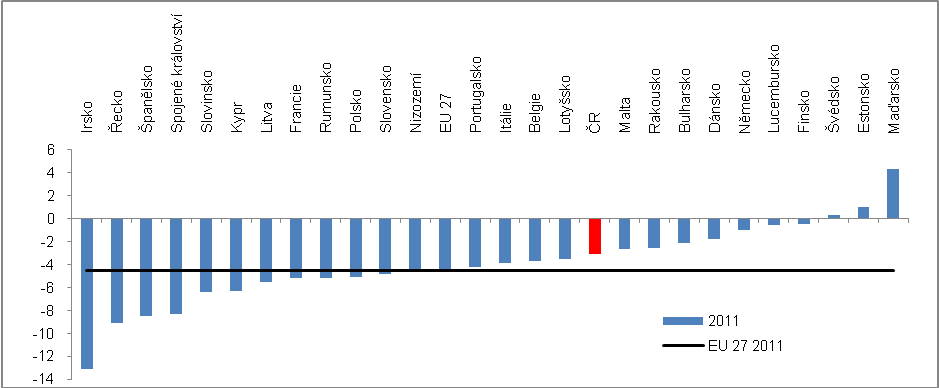 Irsko
Řecko
Španělsko
Spojené království
Slovinsko
Kypr
Litva
Francie
Rumunsko
Polsko
Slovensko
Nizozemí
EU 27
Portugalsko
Itálie
Belgie
Lotyšsko
ČR
Malta
Rakousko
Bulharsko
Dánsko
Německo
Lucembursko
Finsko
Švédsko
Estonsko
Maďarsko
6
4
2
0
-2
-4
-6
-8
-10
-12
-14
2011
EU 27 2011